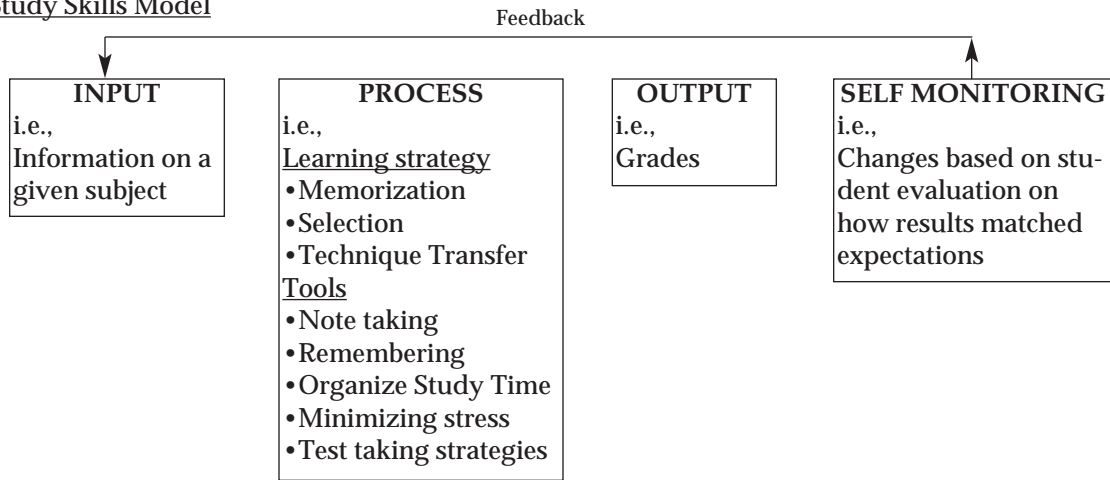 Study Skills Model
Feedback
INPUT
i.e.,
Information on a
given subject
PROCESS
i.e.,
Learning strategy
•Memorization
•Selection
•Technique Transfer
Tools
•Note taking
•Remembering
•Organize Study Time
•Minimizing stress
•Test taking strategies
OUTPUT
i.e.,
Grades
SELF MONITORING
i.e.,
Changes based on stu-
dent evaluation on
how results matched
expectations